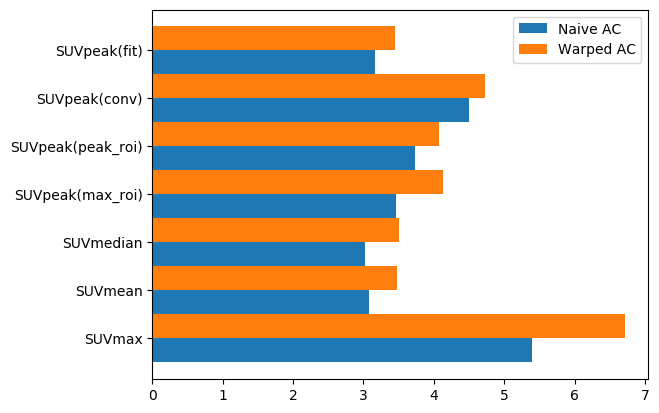 Naive AC
Warped AC
SUVpeak(fit)
SUVpeak(conv)
SUVpeak(peak_roi)
SUVpeak(max_roi)
SUVmedian
SUVmean
SUVmax
0 1 2 3 4 5 6 7